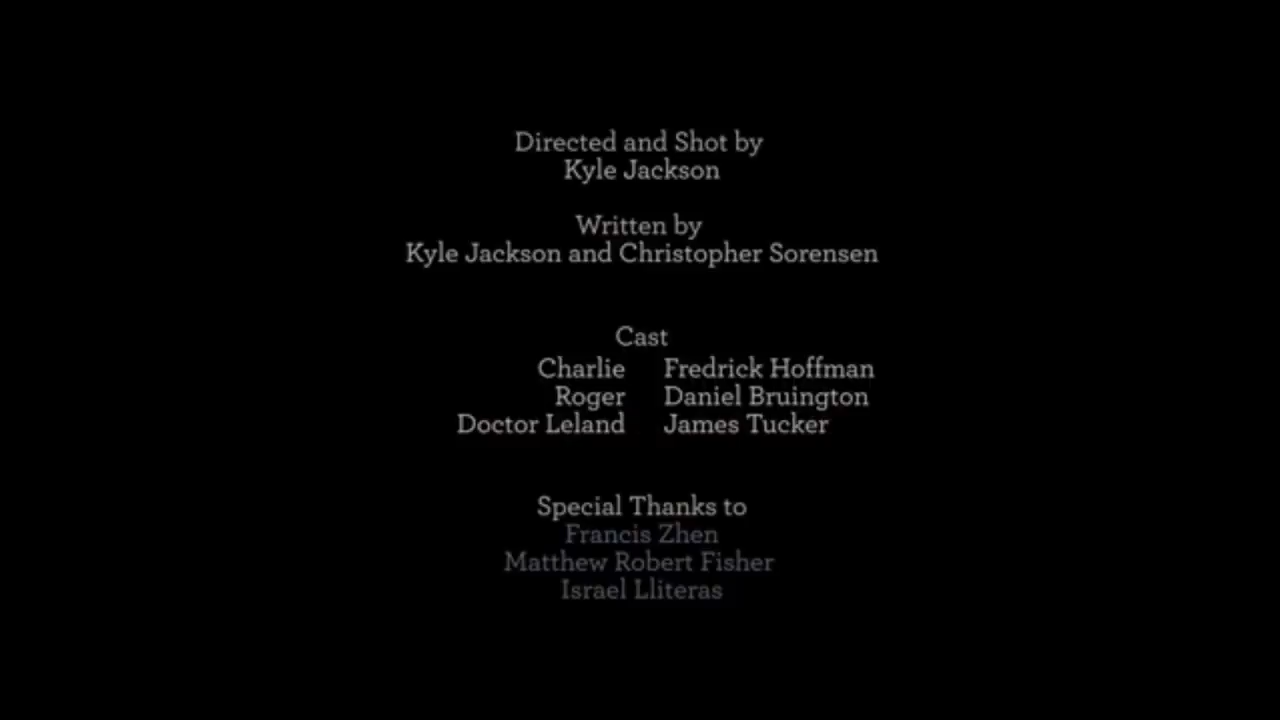 Directed and Shot by
Kyle Jackson
Written by
Kyle Jackson and Christopher Sorensen
Cast
Charlie Fredrick Hoffman
Roger Daniel Bruington
Doctor Leland James Tucker
Special Thanks to
Francis Zhen
Matthew Robert Fisher
Israel Lliteras